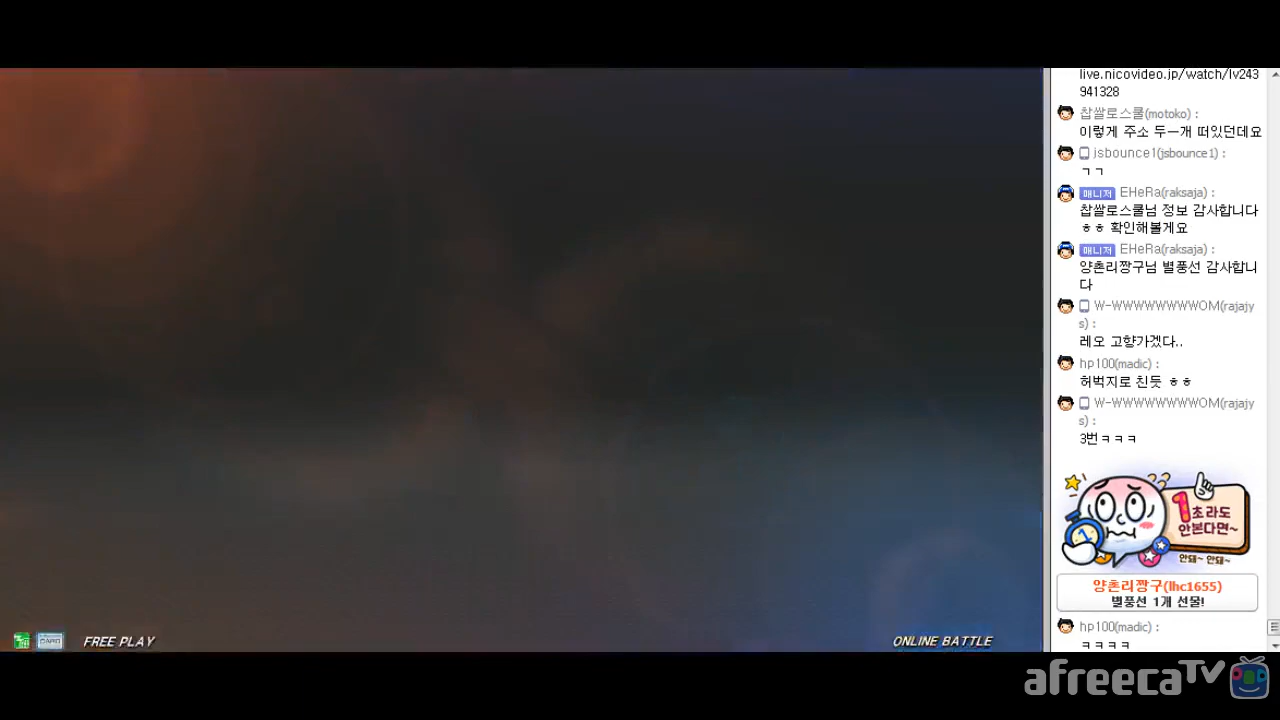 live.nicovideo.jp/watch/lv243
941328
찹쌀로스쿨(motoko) :
이렇게 주소 두ㅡ개 떠있던데요
jsbounce1(jsbounce1) :
ㄱㄱ
매니저 EHeRa(raksaja) :
찹쌀로스쿨님 정보 감사합니다
ㅎㅎ 확인해볼게요
매니저 EHeRa(raksaja) :
양촌리짱구님 별풍선 감사합니
다
W-WWWWWWWWOM(rajajy
s) :
레오 고향가겠다..
hp100(madic) :
허벅지로 친듯 ㅎㅎ
W-WWWWWWWWOM(rajajy
s) :
3번ㅋㅋㅋ
1초라도
안본다면~
안돼~ 안돼~
양촌리짱구(lhc1655)
별풍선 1개 선물!
hp100(madic) :
ㅋㅋㅋㅋ
FREE PLAY
ONLINE BATTLE
afreecaTV